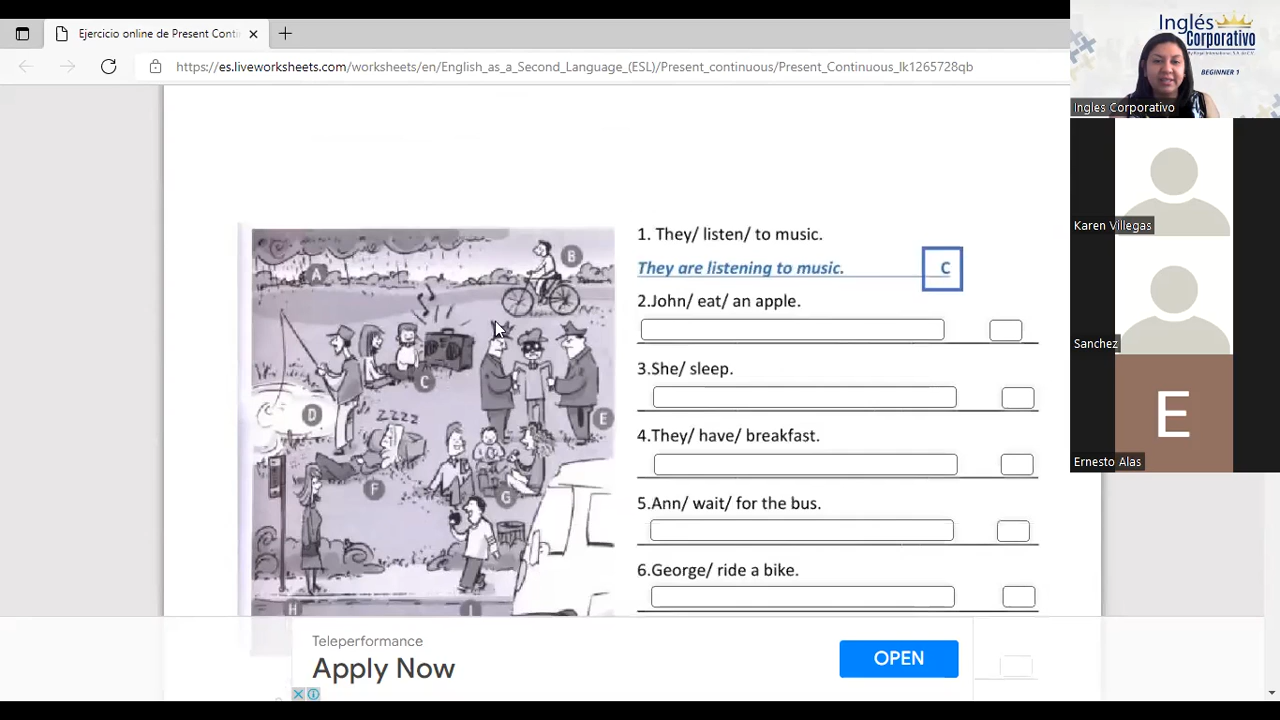 Ejercicio online de Present Conti
https://es.liveworksheets.com/worksheets/en/English_as_a_Second_Language_(ESL)/Present_continuous/Present_Continuous_lk1265728qb
Inglés
Corporativo
BEGINNER 1
Ingles Corporativo
Karen Villegas
Sanchez
E
Ernesto Alas
A
B
C
D
E
ZZZZ
F
G
H
I
1. They/ listen/ to music.
They are listening to music. C
2.John/ eat/ an apple.
3.She/ sleep.
4.They/ have/ breakfast.
5.Ann/ wait/ for the bus.
6.George/ ride a bike.
Teleperformance
Apply Now
OPEN